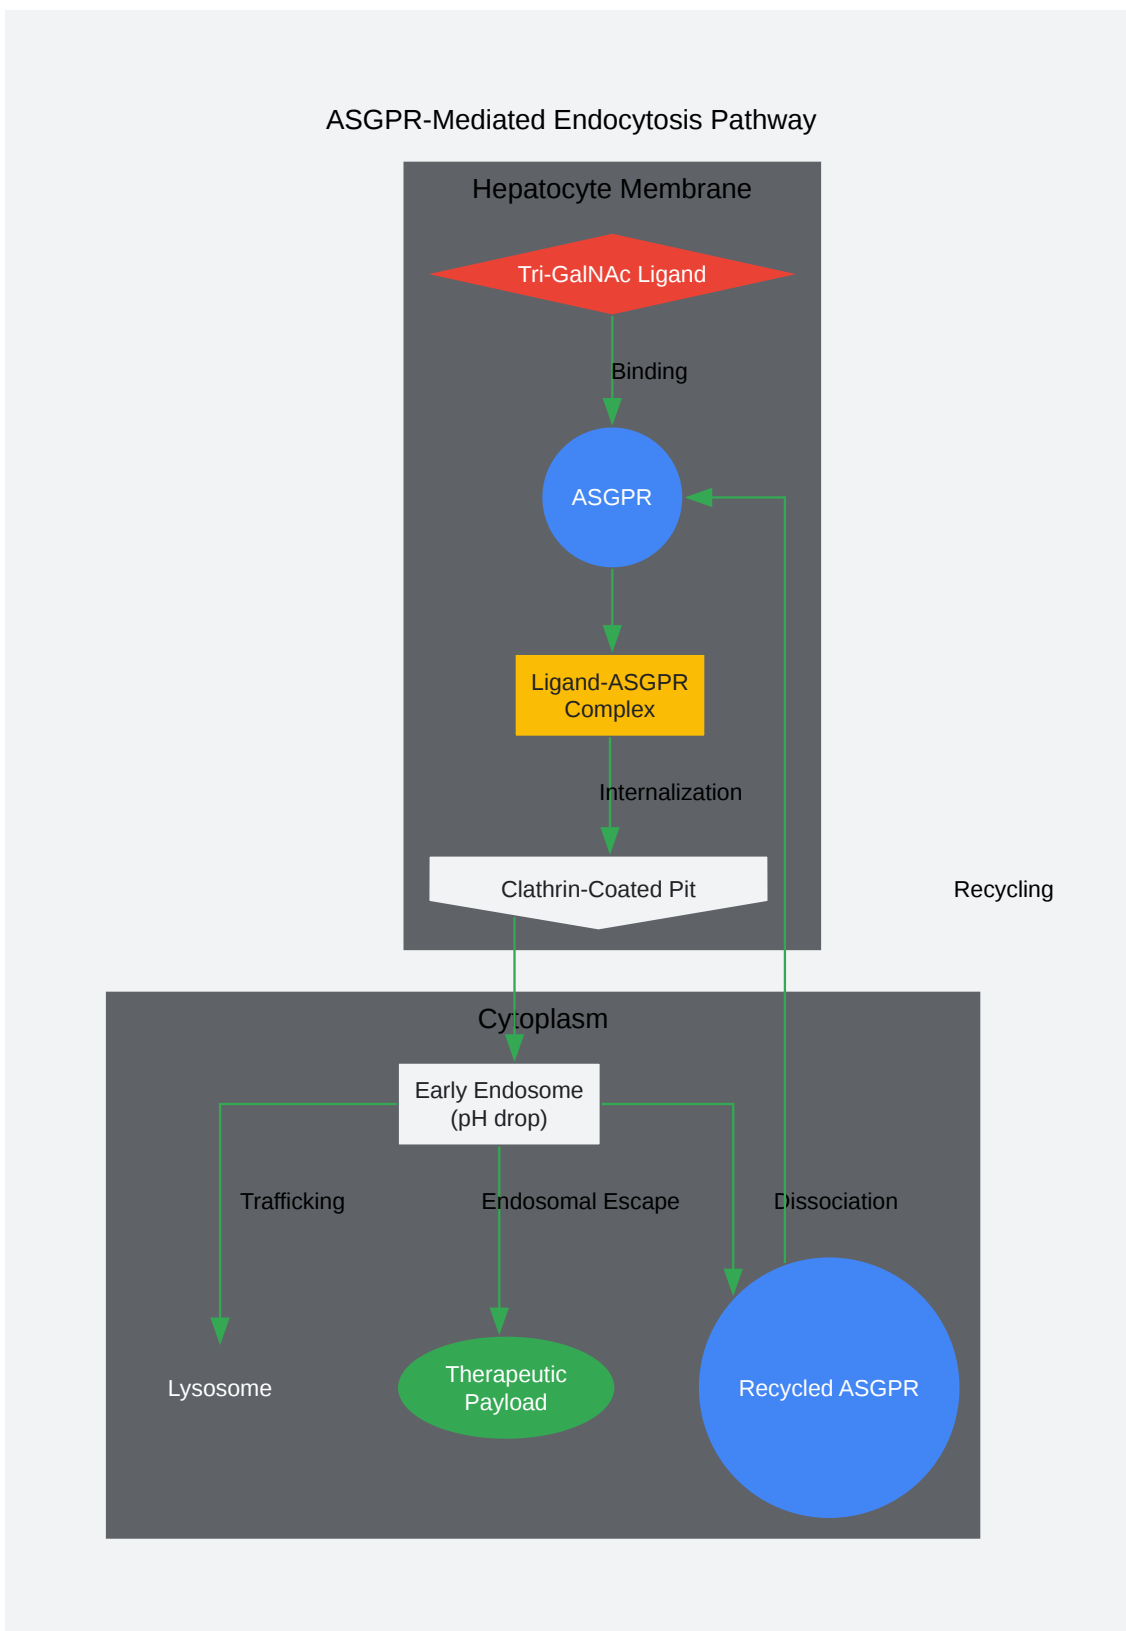 ASGPR-Mediated Endocytosis Pathway
Hepatocyte Membrane
Tri-GalNAc Ligand
Binding
ASGPR
Ligand-ASGPR
Complex
Internalization
Clathrin-Coated Pit
Recycling
Cytoplasm
Early Endosome
(pH drop)
Trafficking
Endosomal Escape
Dissociation
Lysosome
Therapeutic
Payload
Recycled ASGPR